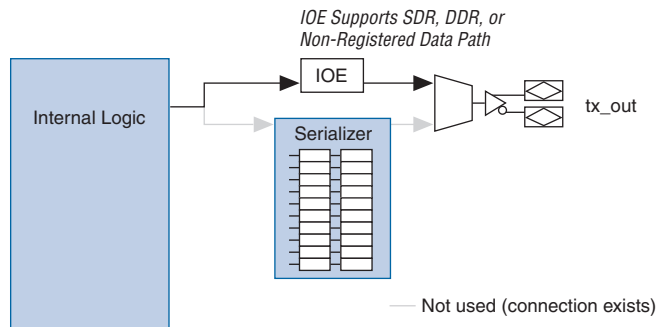 IOE Supports SDR, DDR, or
Non-Registered Data Path
IOE
Internal Logic
tx_out
Serializer
Not used (connection exists)